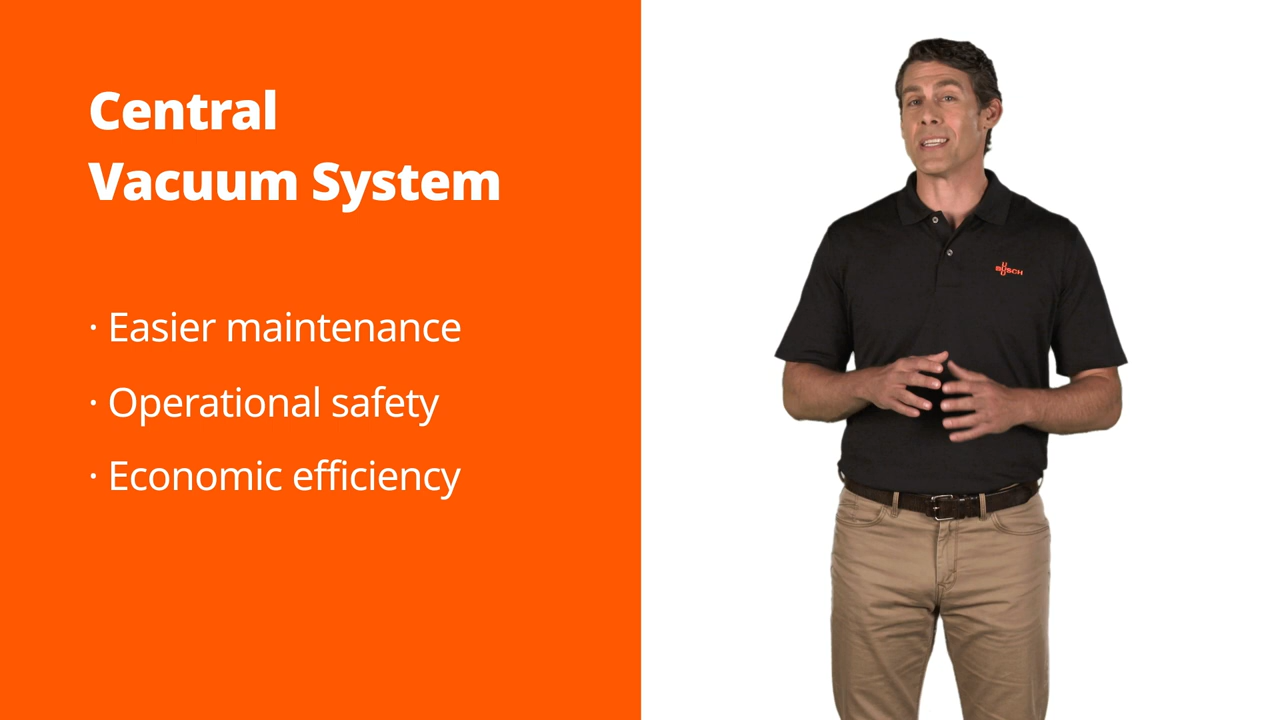 Central
Vacuum System
· Easier maintenance
· Operational safety
· Economic efficiency
BUSCH